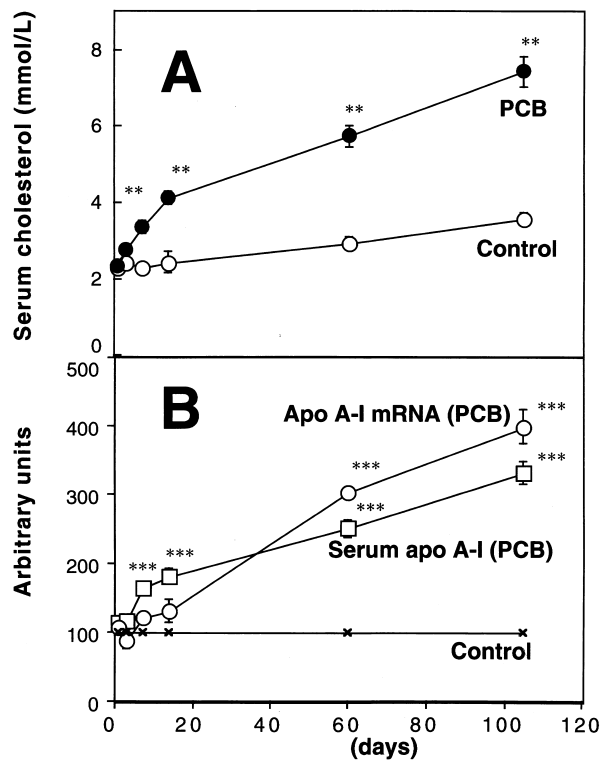 Serum cholesterol (mmol/L)
8
6
4
2
0
A
**
**
**
**
PCB
Control
Arbitrary units
500
400
300
200
100
0
B
Apo A-I mRNA (PCB)
***
***
***
***
***
***
Serum apo A-I (PCB)
Control
0 20 40 60 80 100 120
(days)